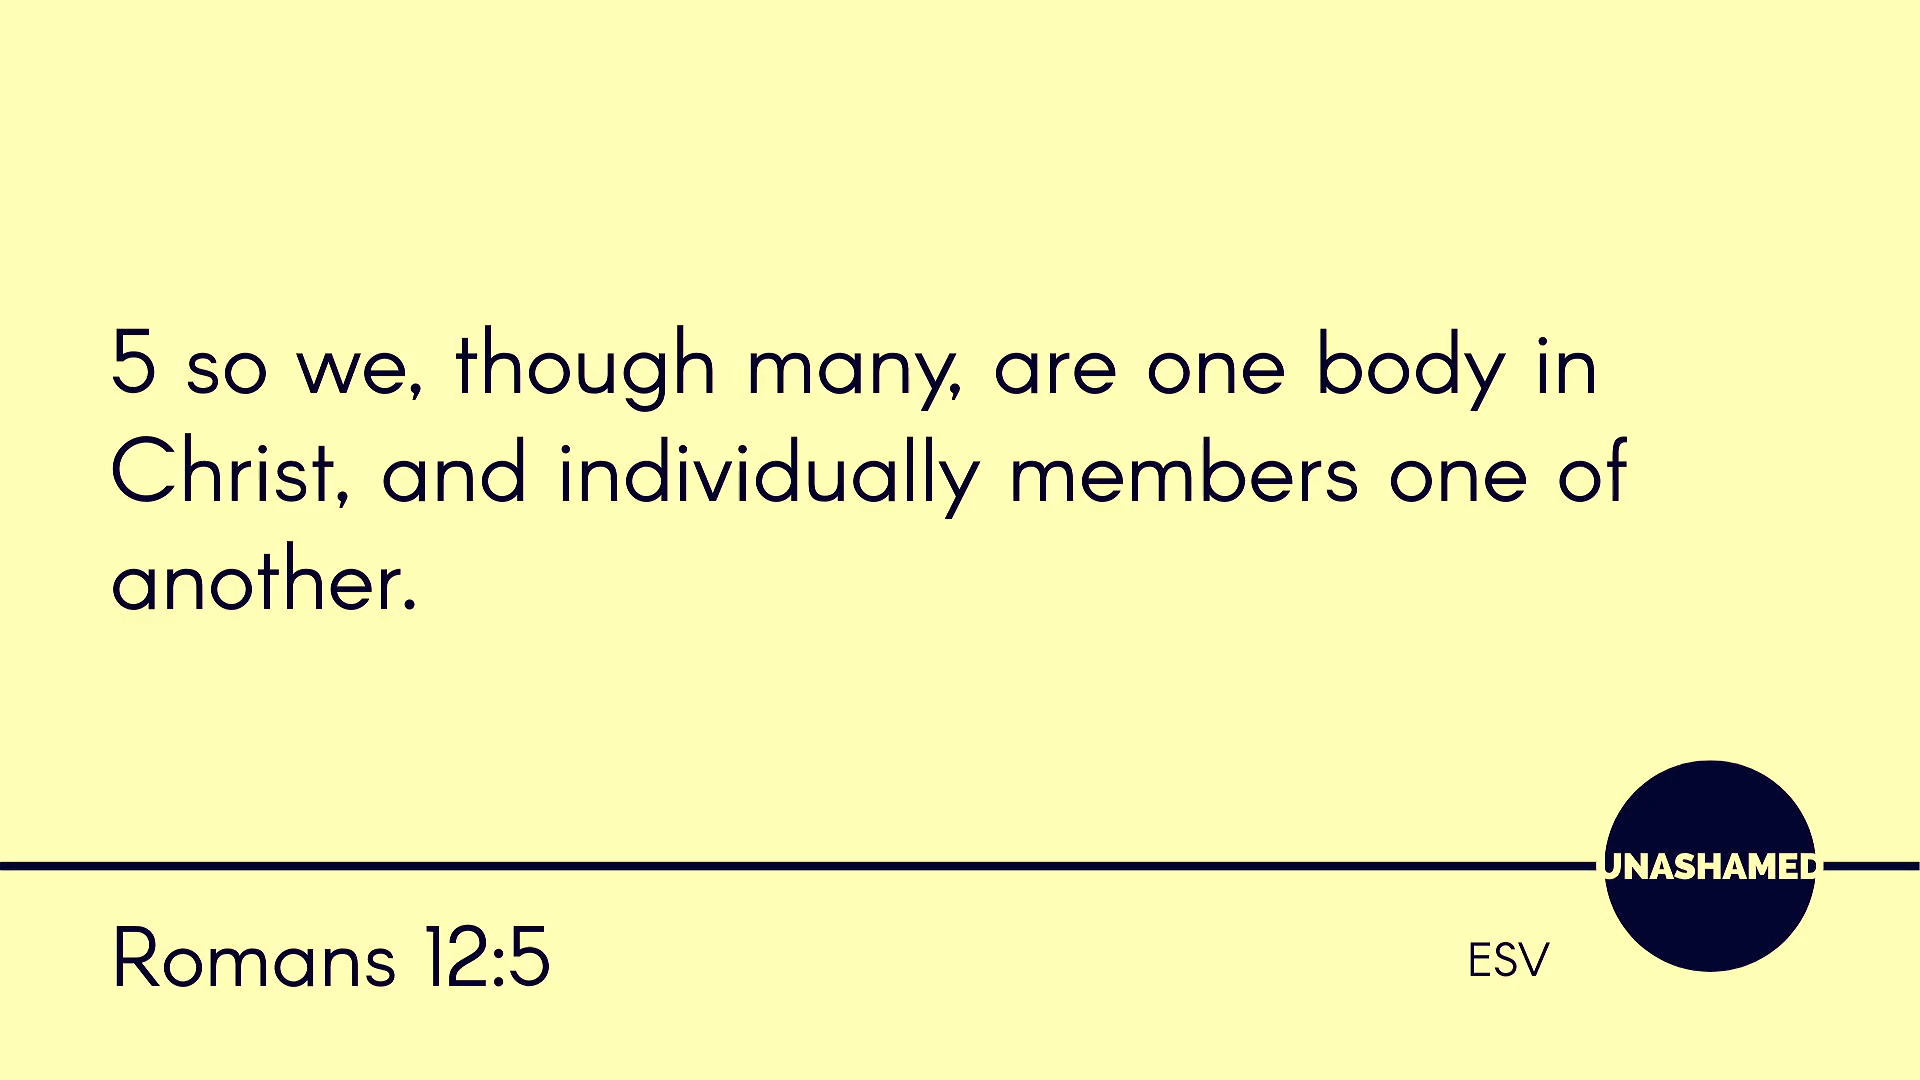 5 so we, though many, are one body in
Christ, and individually members one of
another.
UNASHAMED
Romans 12:5
ESV